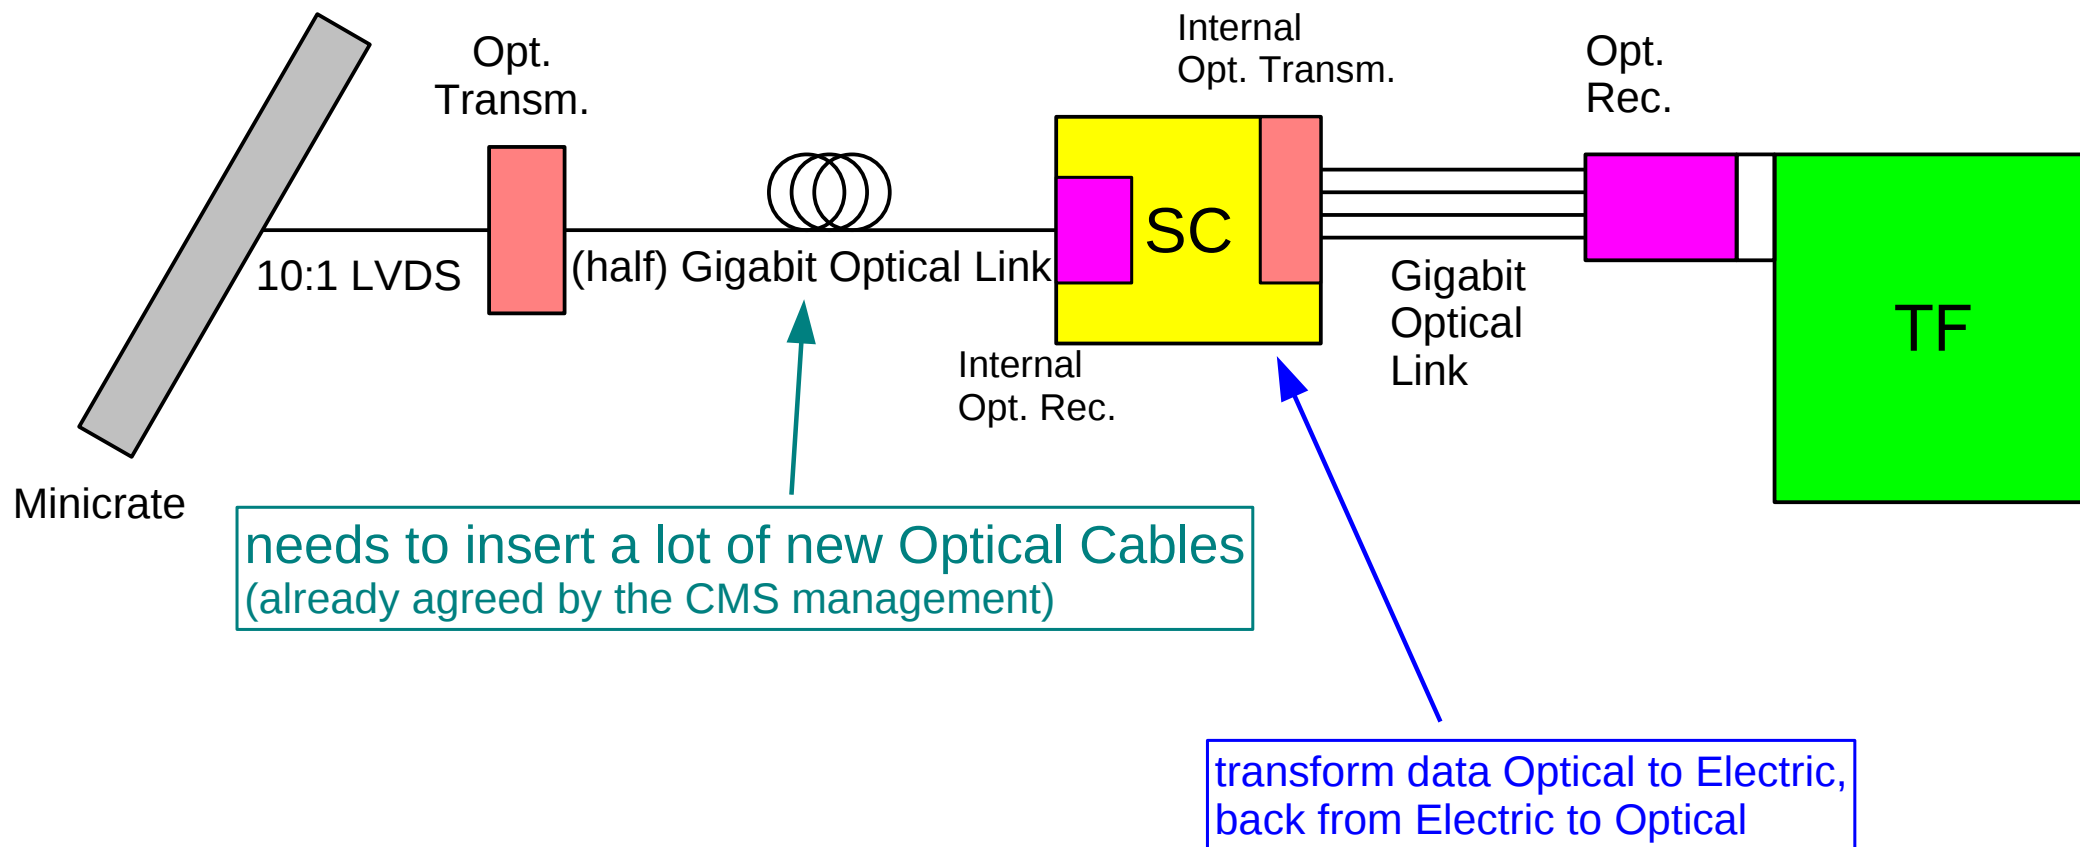 Internal
Opt. Transm.
Opt.
Transm.
Opt.
Rec.
SC
10:1 LVDS
(half) Gigabit Optical Link
Gigabit
Optical
Link
TF
Internal
Opt. Rec.
Minicrate
needs to insert a lot of new Optical Cables
(already agreed by the CMS management)
transform data Optical to Electric,
back from Electric to Optical